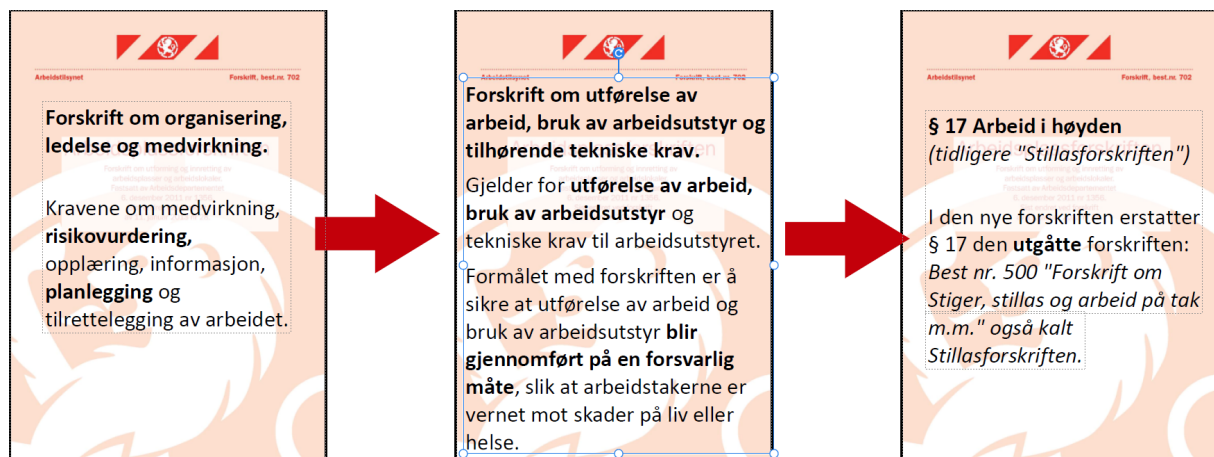 Arbeidstilsynet
Forskrift, best.nr. 702
Forskrift om organisering,
ledelse og medvirkning.
Kravene om medvirkning,
risikovurdering,
opplæring, informasjon,
planlegging og
tilrettelegging av arbeidet.
Arbeidstilsynet
Forskrift, best.nr. 702
Forskrift om utførelse av
arbeid, bruk av arbeidsutstyr og
tilhørende tekniske krav.
Gjelder for utførelse av arbeid,
bruk av arbeidsutstyr og
tekniske krav til arbeidsutstyret.
Formålet med forskriften er å
sikre at utførelse av arbeid og
bruk av arbeidsutstyr blir
gjennomført på en forsvarlig
måte, slik at arbeidstakerne er
vernet mot skader på liv eller
helse.
Arbeidstilsynet
Forskrift, best.nr. 702
§ 17 Arbeid i høyden
(tidligere "Stillasforskriften")
I den nye forskriften erstatter
§ 17 den utgåtte forskriften:
Best nr. 500 "Forskrift om
Stiger, stillas og arbeid på tak
m.m." også kalt
Stillasforskriften.